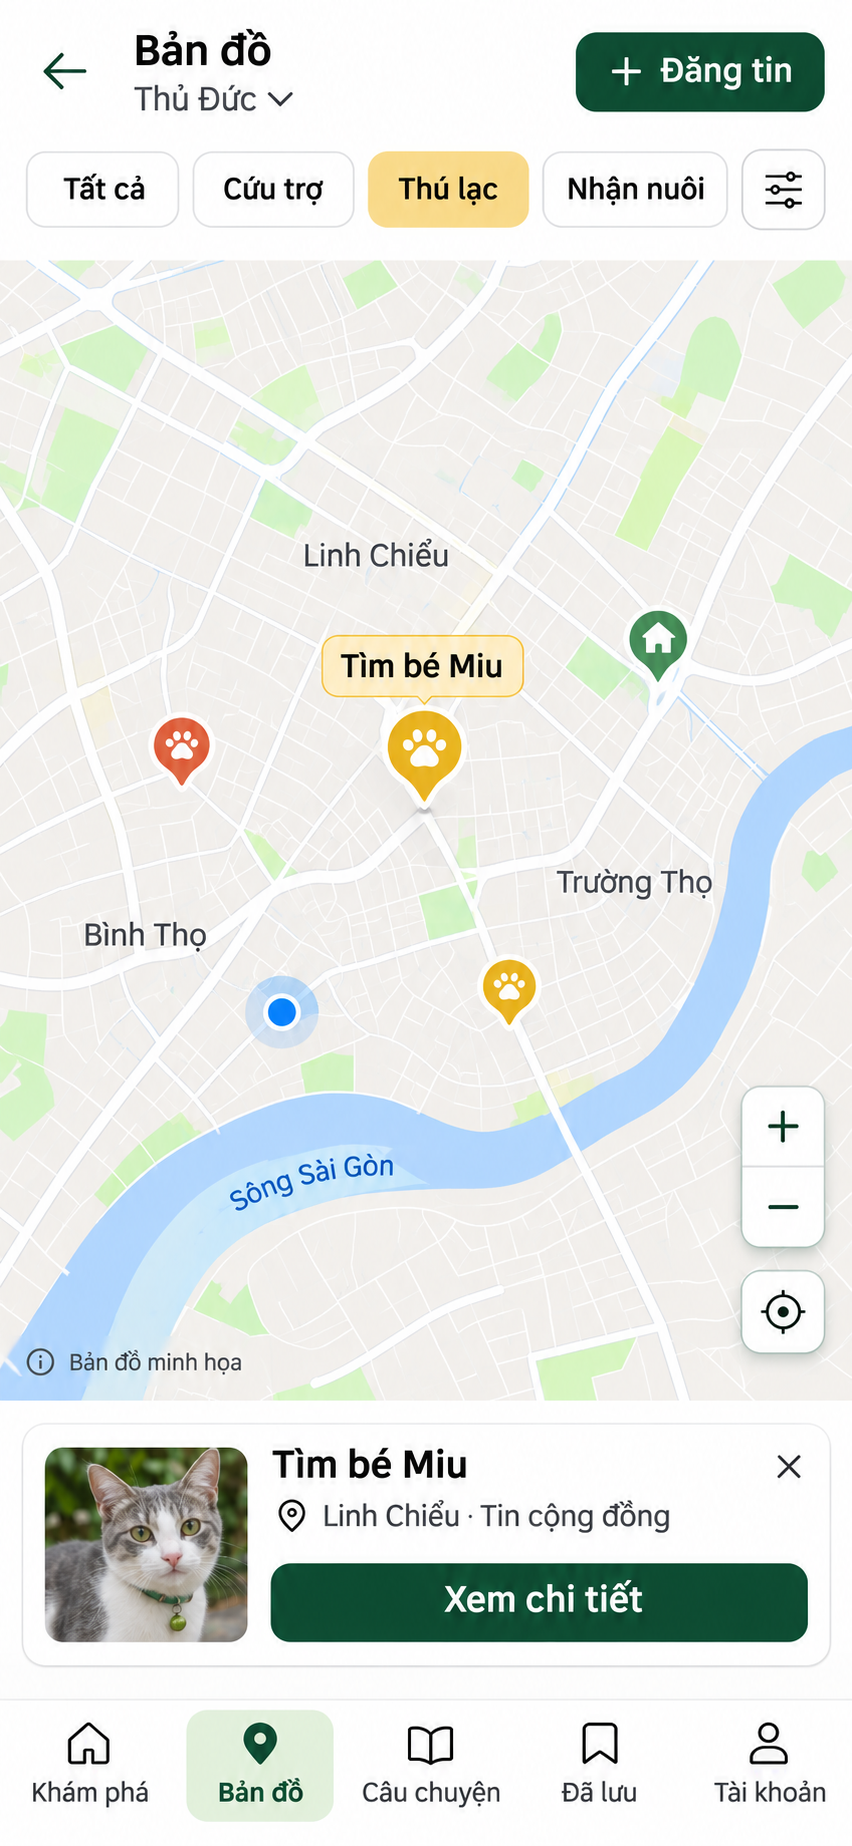 Bản đồ
Thủ Đức
+ Đăng tin
Tất cả
Cứu trợ
Thú lạc
Nhận nuôi
Linh Chiểu
Tìm bé Miu
Trường Thọ
Bình Thọ
Sông Sài Gòn
Bản đồ minh họa
Tìm bé Miu
Linh Chiểu · Tin cộng đồng
Xem chi tiết
Khám phá
Bản đồ
Câu chuyện
Đã lưu
Tài khoản